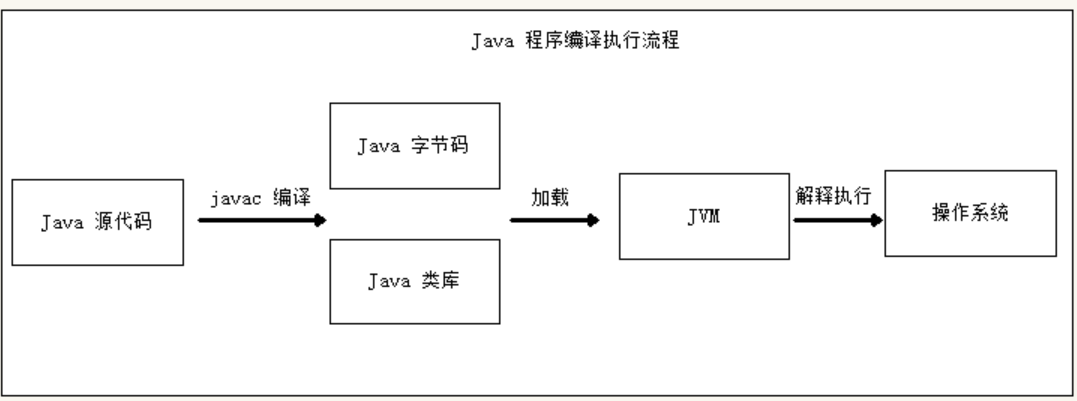 Java 程序编译执行流程
Java 源代码
javac 编译
Java 字节码
Java 类库
加载
JVM
解释执行
操作系统